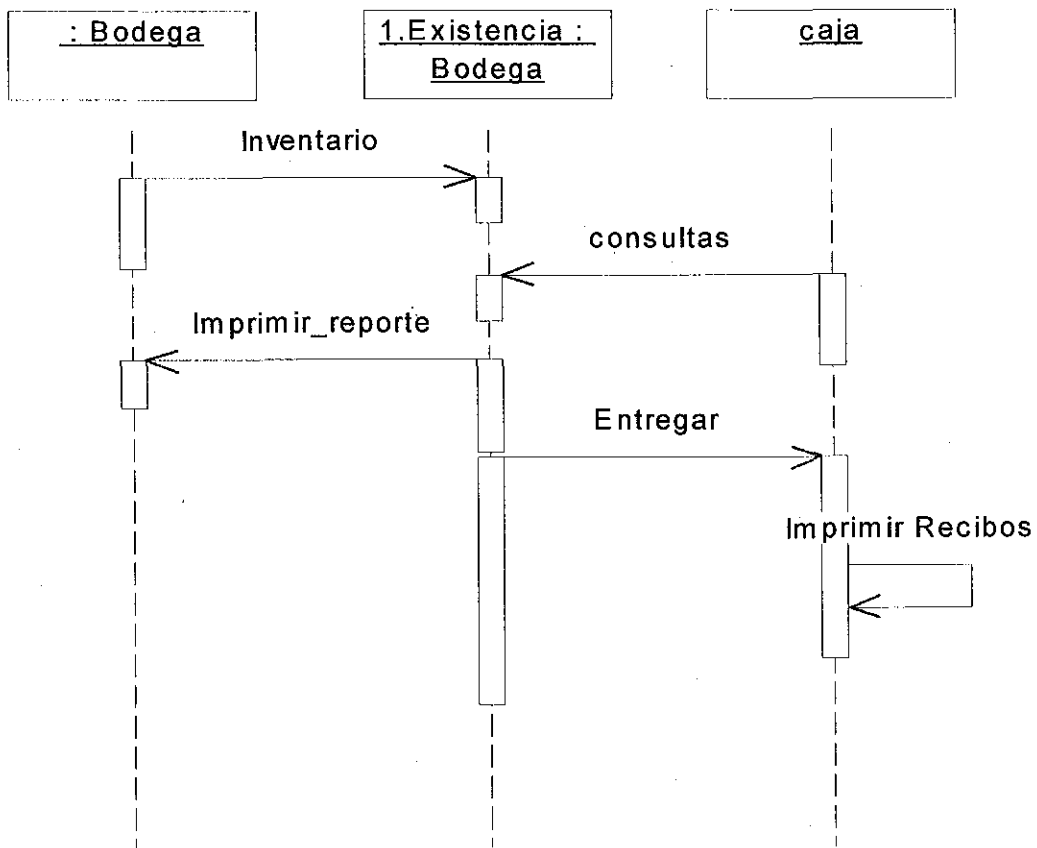 : Bodega
1.Existencia :
Bodega
caja
Inventario
consultas
Imprimir_reporte
Entregar
Imprimir Recibos